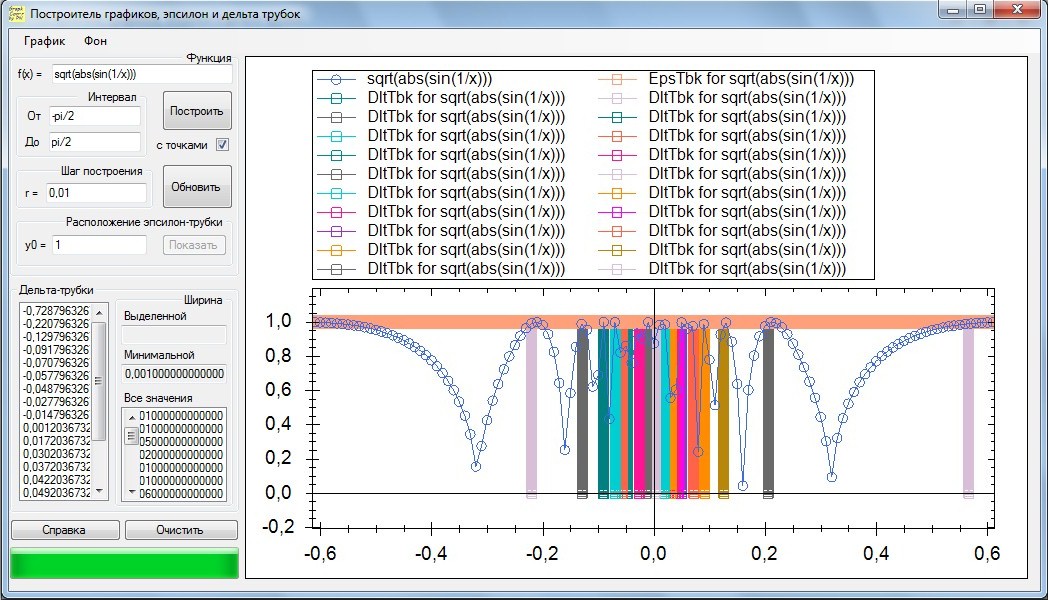 Построитель графиков, эпсилон и дельта трубок
График Фон
Функция
f(x) = sqrt(abs(sin(1/x)))
Интервал
От -pi/2
Построить
До pi/2
с точками
Шаг построения
r = 0,01
Обновить
Расположение эпсилон-трубки
y0 = 1 Показать
Дельта-трубки
-0,728796326
-0,220796326
-0,129796326
-0,091796326
-0,070796326
-0,057796326
-0,048796326
-0,027796326
-0,014796326
0,0012036732
0,0172036732
0,0302036732
0,0372036732
0,0422036732
0,0492036732
Ширина
Выделенной
Минимальной
0,001000000000000
Все значения
01000000000000
01000000000000
05000000000000
02000000000000
01000000000000
06000000000000
Справка Очистить
sqrt(abs(sin(1/x))) EpsTbk for sqrt(abs(sin(1/x)))
DltTbk for sqrt(abs(sin(1/x))) DltTbk for sqrt(abs(sin(1/x)))
DltTbk for sqrt(abs(sin(1/x))) DltTbk for sqrt(abs(sin(1/x)))
DltTbk for sqrt(abs(sin(1/x))) DltTbk for sqrt(abs(sin(1/x)))
DltTbk for sqrt(abs(sin(1/x))) DltTbk for sqrt(abs(sin(1/x)))
DltTbk for sqrt(abs(sin(1/x))) DltTbk for sqrt(abs(sin(1/x)))
DltTbk for sqrt(abs(sin(1/x))) DltTbk for sqrt(abs(sin(1/x)))
DltTbk for sqrt(abs(sin(1/x))) DltTbk for sqrt(abs(sin(1/x)))
DltTbk for sqrt(abs(sin(1/x))) DltTbk for sqrt(abs(sin(1/x)))
DltTbk for sqrt(abs(sin(1/x))) DltTbk for sqrt(abs(sin(1/x)))
DltTbk for sqrt(abs(sin(1/x))) DltTbk for sqrt(abs(sin(1/x)))
1,0
0,8
0,6
0,4
0,2
0,0
-0,2
-0,6 -0,4 -0,2 0,0 0,2 0,4 0,6